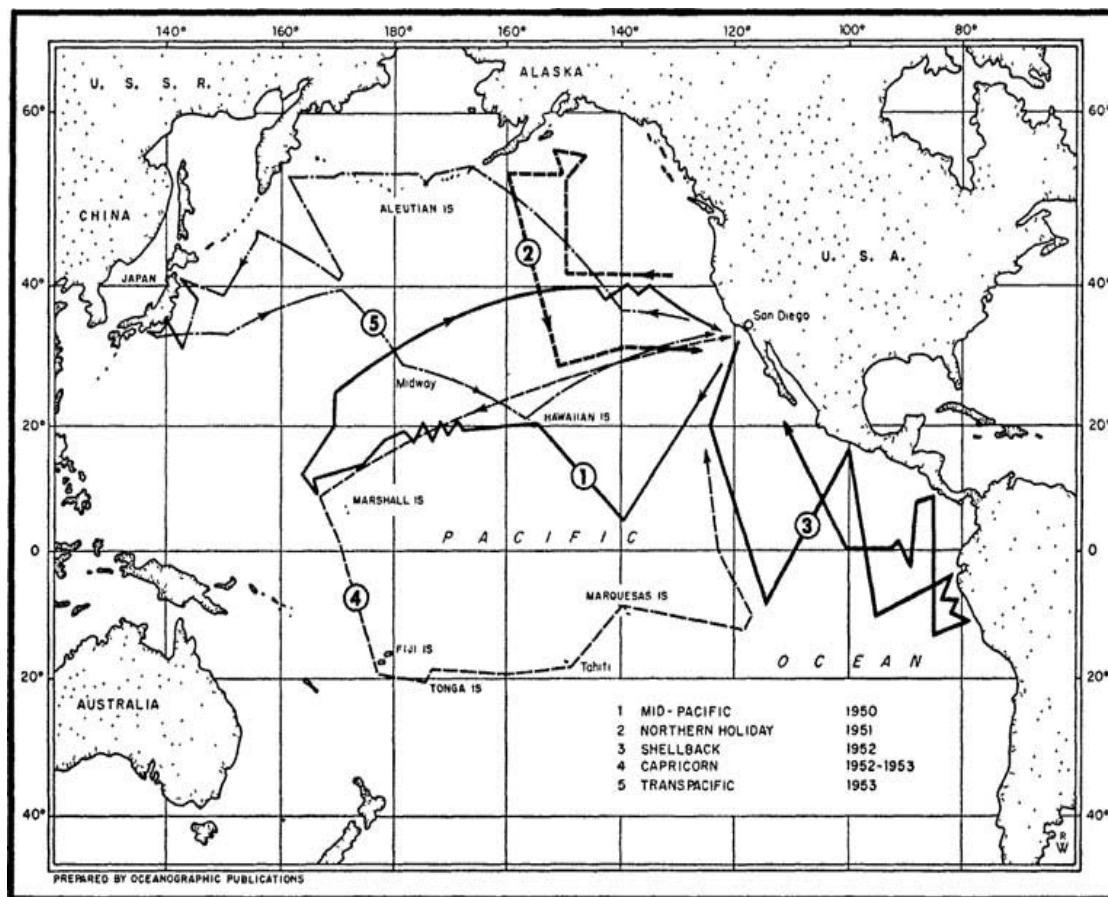 140° 160° 180° 160° 140° 120° 100° 80°
ALASKA
U. S. S. R.
60° 60°
CHINA
ALEUTIAN IS
2
U. S. A.
JAPAN
40° 40°
5
San Diego
Midway
HAWAIIAN IS
20° 20°
1
MARSHALL IS
3
PACIFIC
0 0
4
MARQUESAS IS
FIJI IS
Tahiti
OCEAN
20° 20°
TONGA IS
AUSTRALIA
1 MID-PACIFIC 1950
2 NORTHERN HOLIDAY 1951
3 SHELLBACK 1952
4 CAPRICORN 1952-1953
5 TRANSPACIFIC 1953
40° 40°
R
W
PREPARED BY OCEANOGRAPHIC PUBLICATIONS